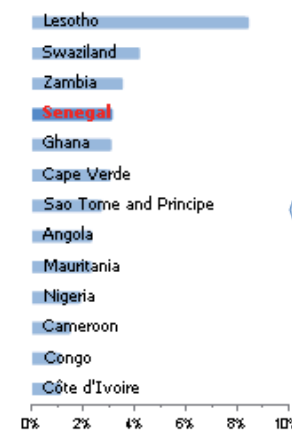 Lesotho
Swaziland
Zambia
Senegal
Ghana
Cape Verde
Sao Tome and Principe
Angola
Mauritania
Nigeria
Cameroon
Congo
Côte d'Ivoire
0% 2% 4% 6% 8% 10%